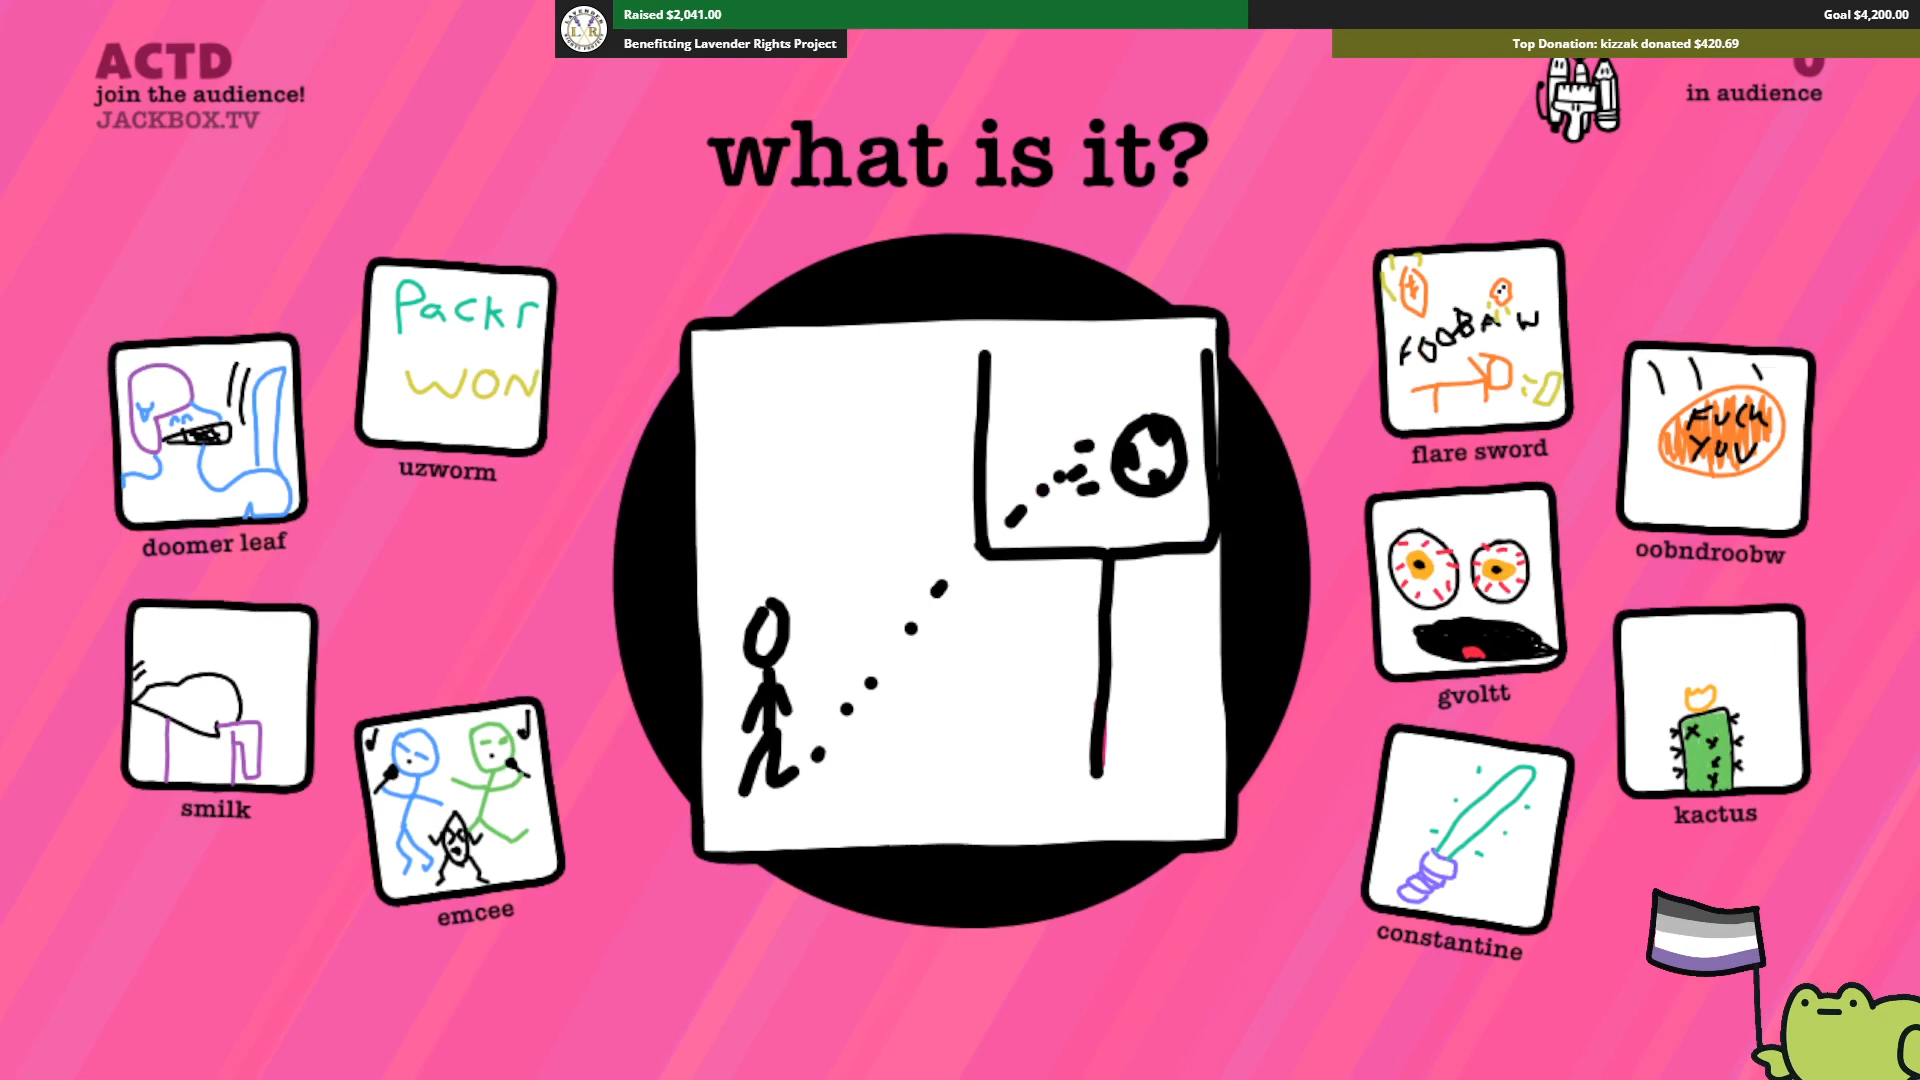 Raised $2,041.00
Goal $4,200.00
Benefitting Lavender Rights Project
Top Donation: kizzak donated $420.69
ACTD
join the audience!
JACKBOX.TV
in audience
what is it?
Packr
WON
uzworm
doomer leaf
smilk
emcee
FOOBAW
flare sword
FUCK
YOU
oobndroobw
gvoltt
kactus
constantine